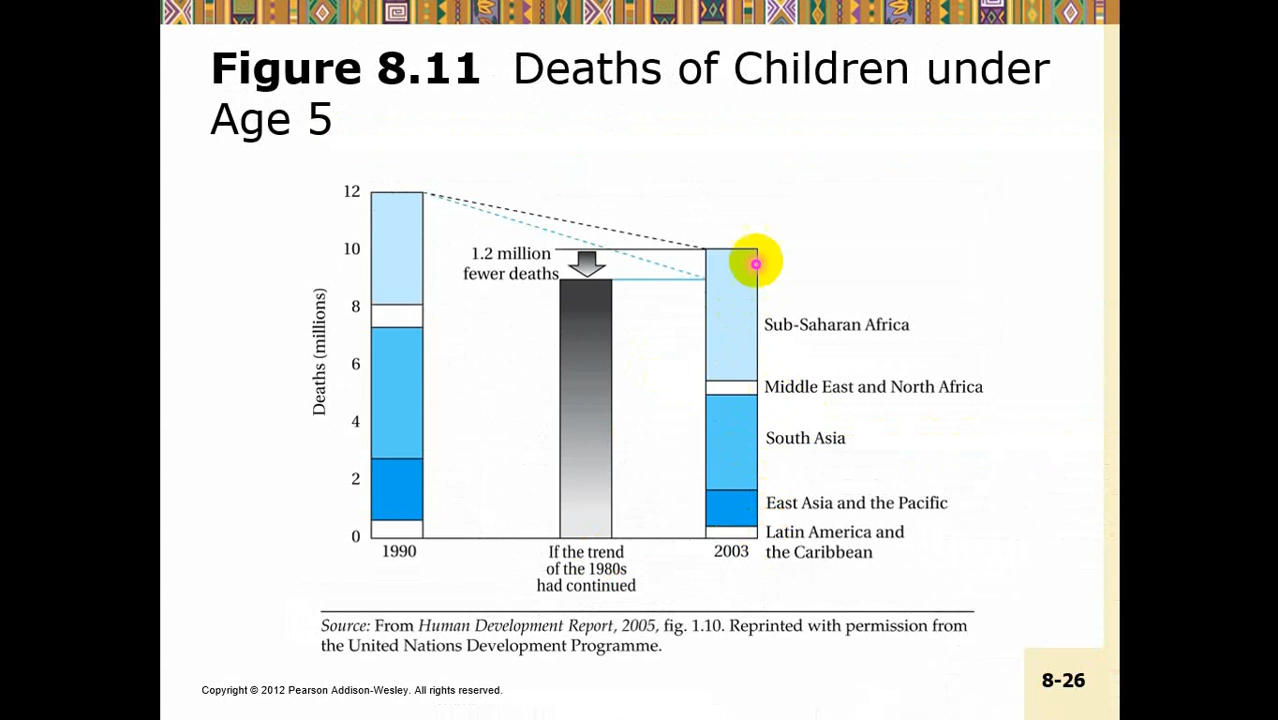 Figure 8.11 Deaths of Children under
Age 5
12
10
8
6
4
2
0
Deaths (millions)
1.2 million
fewer deaths
Sub-Saharan Africa
Middle East and North Africa
South Asia
East Asia and the Pacific
Latin America and
the Caribbean
1990
If the trend
of the 1980s
had continued
2003
Source: From Human Development Report, 2005, fig. 1.10. Reprinted with permission from
the United Nations Development Programme.
Copyright © 2012 Pearson Addison-Wesley. All rights reserved.
8-26